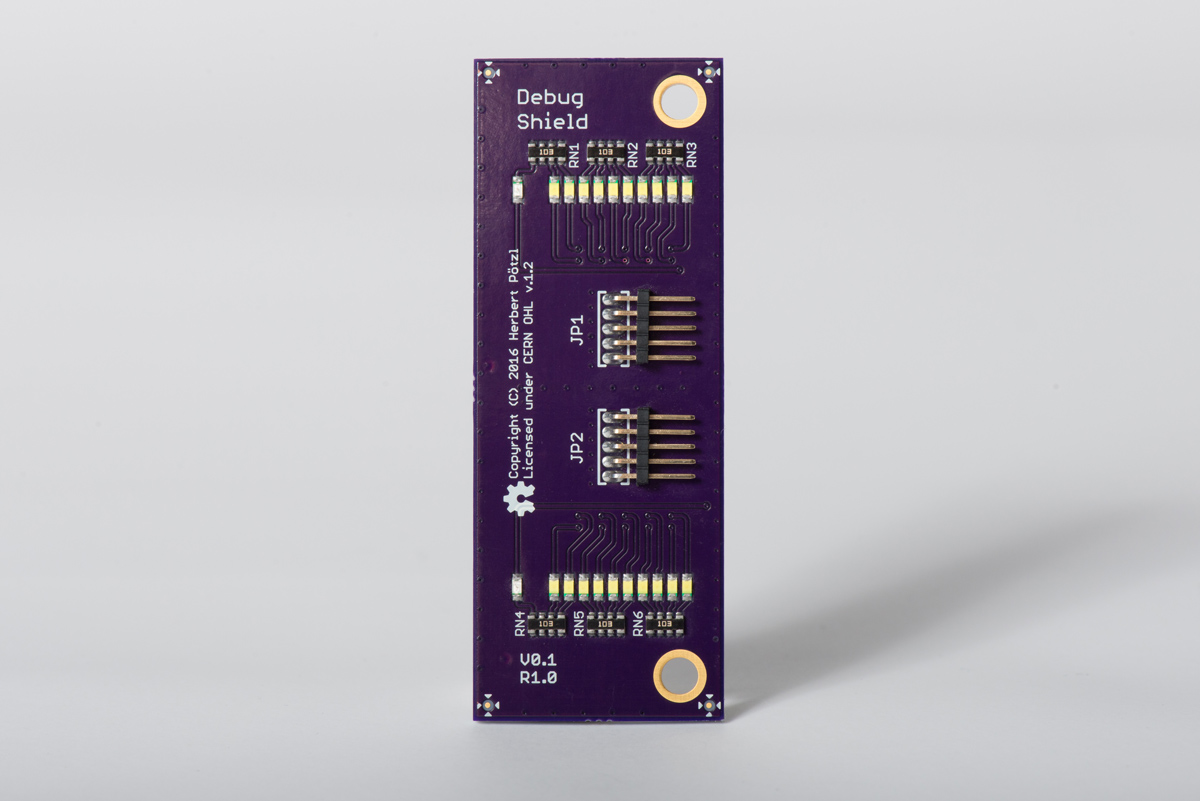 Debug
Shield
103
RN1
103
RN2
103
RN3
Copyright (C) 2016 Herbert Pötzl
Licensed under CERN OHL v.1.2
JP1
JP2
RN4
103
RN5
103
RN6
103
V0.1
R1.0